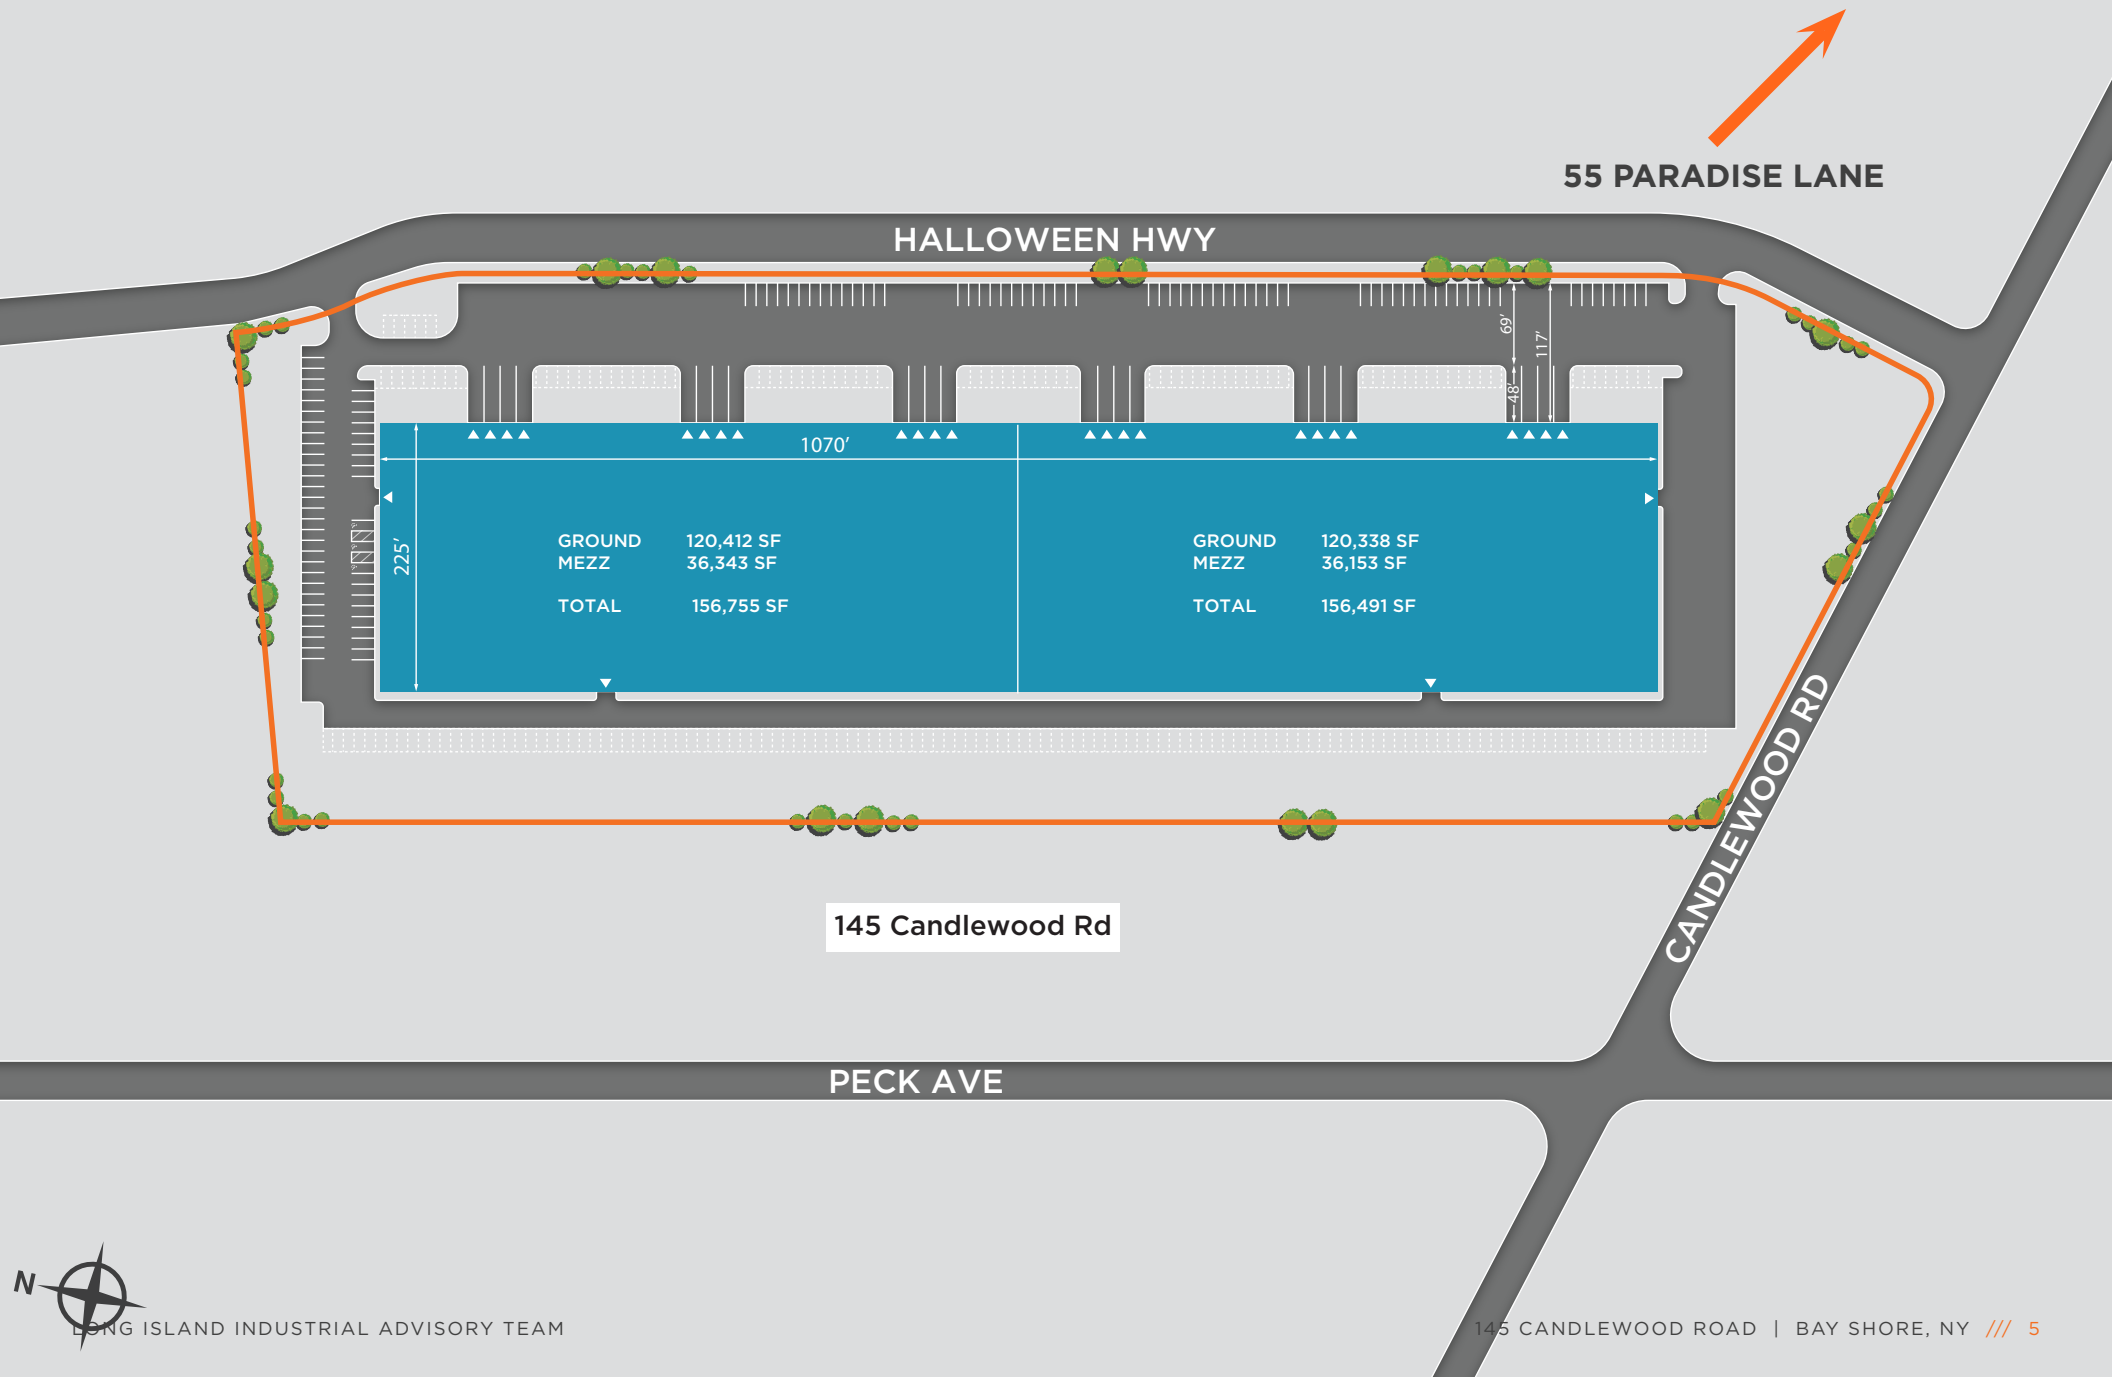 55 PARADISE LANE
HALLOWEEN HWY
69'
117'
48'
1070'
225'
GROUND 120,412 SF
MEZZ 36,343 SF
TOTAL 156,755 SF
GROUND 120,338 SF
MEZZ 36,153 SF
TOTAL 156,491 SF
CANDLEWOOD RD
145 Candlewood Rd
PECK AVE
N
LONG ISLAND INDUSTRIAL ADVISORY TEAM
145 CANDLEWOOD ROAD | BAY SHORE, NY /// 5